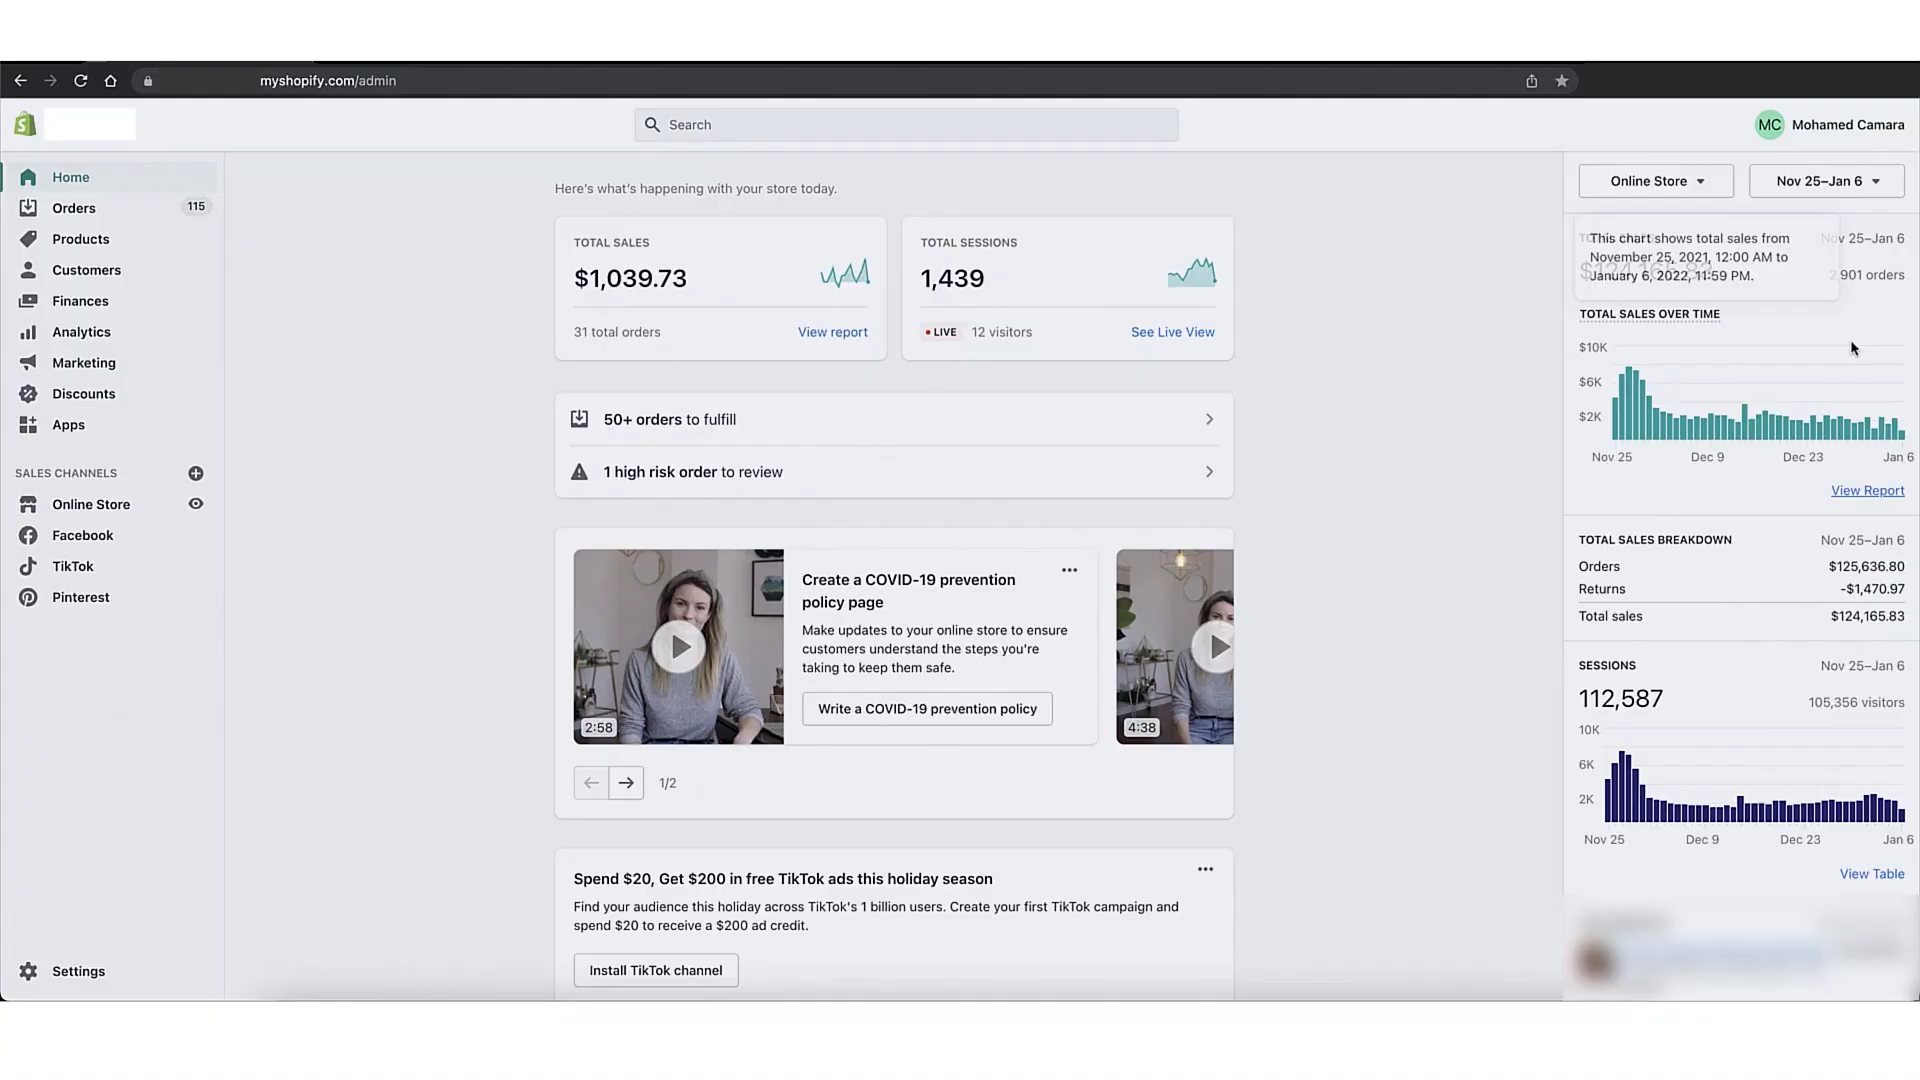 myshopify.com/admin
Search
MC Mohamed Camara
Home
Orders 115
Products
Customers
Finances
Analytics
Marketing
Discounts
Apps
SALES CHANNELS
Online Store
Facebook
TikTok
Pinterest
Settings
Here's what's happening with your store today.
TOTAL SALES
$1,039.73
31 total orders View report
TOTAL SESSIONS
1,439
• LIVE 12 visitors See Live View
50+ orders to fulfill
1 high risk order to review
2:58
Create a COVID-19 prevention
policy page
Make updates to your online store to ensure
customers understand the steps you're
taking to keep them safe.
Write a COVID-19 prevention policy
4:38
1/2
Spend $20, Get $200 in free TikTok ads this holiday season
Find your audience this holiday across TikTok's 1 billion users. Create your first TikTok campaign and
spend $20 to receive a $200 ad credit.
Install TikTok channel
Online Store Nov 25–Jan 6
This chart shows total sales from
November 25, 2021, 12:00 AM to
January 6, 2022, 11:59 PM.
Nov 25–Jan 6
$124,165.83
2,901 orders
TOTAL SALES OVER TIME
$10K
$6K
$2K
Nov 25 Dec 9 Dec 23 Jan 6
View Report
TOTAL SALES BREAKDOWN Nov 25–Jan 6
Orders $125,636.80
Returns -$1,470.97
Total sales $124,165.83
SESSIONS Nov 25–Jan 6
112,587 105,356 visitors
10K
6K
2K
Nov 25 Dec 9 Dec 23 Jan 6
View Table